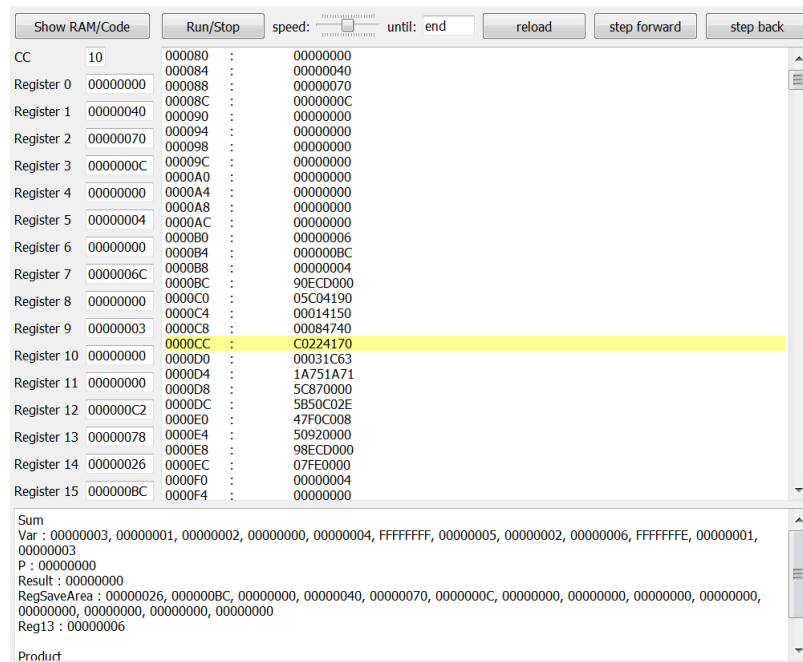 Show RAM/Code Run/Stop speed: until: end reload step forward step back
CC 10
Register 0 00000000
Register 1 00000040
Register 2 00000070
Register 3 0000000C
Register 4 00000000
Register 5 00000004
Register 6 00000000
Register 7 0000006C
Register 8 00000000
Register 9 00000003
Register 10 00000000
Register 11 00000000
Register 12 000000C2
Register 13 00000078
Register 14 00000026
Register 15 000000BC
000080 : 00000000
000084 : 00000040
000088 : 00000070
00008C : 0000000C
000090 : 00000000
000094 : 00000000
000098 : 00000000
00009C : 00000000
0000A0 : 00000000
0000A4 : 00000000
0000A8 : 00000000
0000AC : 00000000
0000B0 : 00000006
0000B4 : 000000BC
0000B8 : 00000004
0000BC : 90ECD000
0000C0 : 05C04190
0000C4 : 00014150
0000C8 : 00084740
0000CC : C0224170
0000D0 : 00031C63
0000D4 : 1A751A71
0000D8 : 5C870000
0000DC : 5B50C02E
0000E0 : 47F0C008
0000E4 : 50920000
0000E8 : 98ECD000
0000EC : 07FE0000
0000F0 : 00000004
0000F4 : 00000000
Sum
Var : 00000003, 00000001, 00000002, 00000000, 00000004, FFFFFFFF, 00000005, 00000002, 00000006, FFFFFFFE, 00000001,
00000003
P : 00000000
Result : 00000000
RegSaveArea : 00000026, 000000BC, 00000000, 00000040, 00000070, 0000000C, 00000000, 00000000, 00000000, 00000000,
00000000, 00000000, 00000000, 00000000
Reg13 : 00000006
Product